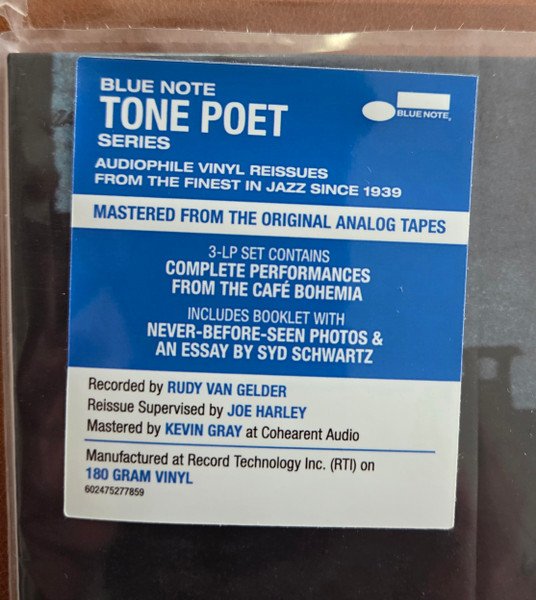 BLUE NOTE
TONE POET
SERIES
BLUE NOTE
AUDIOPHILE VINYL REISSUES
FROM THE FINEST IN JAZZ SINCE 1939
MASTERED FROM THE ORIGINAL ANALOG TAPES
3-LP SET CONTAINS
COMPLETE PERFORMANCES
FROM THE CAFÉ BOHEMIA
INCLUDES BOOKLET WITH
NEVER-BEFORE-SEEN PHOTOS &
AN ESSAY BY SYD SCHWARTZ
Recorded by RUDY VAN GELDER
Reissue Supervised by JOE HARLEY
Mastered by KEVIN GRAY at Cohearent Audio
Manufactured at Record Technology Inc. (RTI) on
180 GRAM VINYL
602475277859